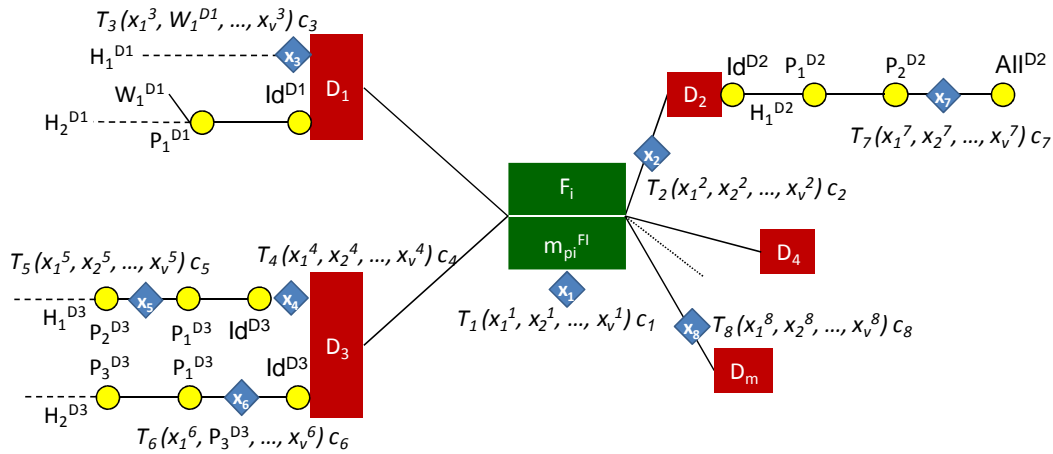 T₃ (x₁³, W₁ᴰ¹, ..., xᵥ³) c₃
H₁ᴰ¹
x₃
D₁
W₁ᴰ¹
Idᴰ¹
H₂ᴰ¹
P₁ᴰ¹
Idᴰ²
P₁ᴰ²
P₂ᴰ²
Allᴰ²
D₂
H₁ᴰ²
x₇
T₇ (x₁⁷, x₂⁷, ..., xᵥ⁷) c₇
x₂
T₂ (x₁², x₂², ..., xᵥ²) c₂
Fᵢ
mₚᵢᶠᴵ
x₁
T₁ (x₁¹, x₂¹, ..., xᵥ¹) c₁
D₄
x₈
T₈ (x₁⁸, x₂⁸, ..., xᵥ⁸) c₈
Dₘ
T₅ (x₁⁵, x₂⁵, ..., xᵥ⁵) c₅
T₄ (x₁⁴, x₂⁴, ..., xᵥ⁴) c₄
H₁ᴰ³
x₅
x₄
P₂ᴰ³
P₁ᴰ³
Idᴰ³
D₃
P₃ᴰ³
P₁ᴰ³
Idᴰ³
H₂ᴰ³
x₆
T₆ (x₁⁶, P₃ᴰ³, ..., xᵥ⁶) c₆